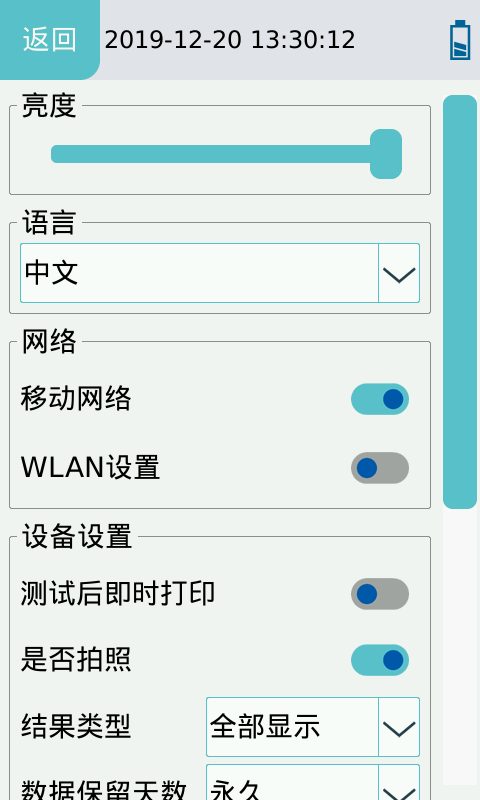 返回 2019-12-20 13:30:12
亮度
语言
中文
网络
移动网络
WLAN设置
设备设置
测试后即时打印
是否拍照
结果类型 全部显示
数据保留天数 永久